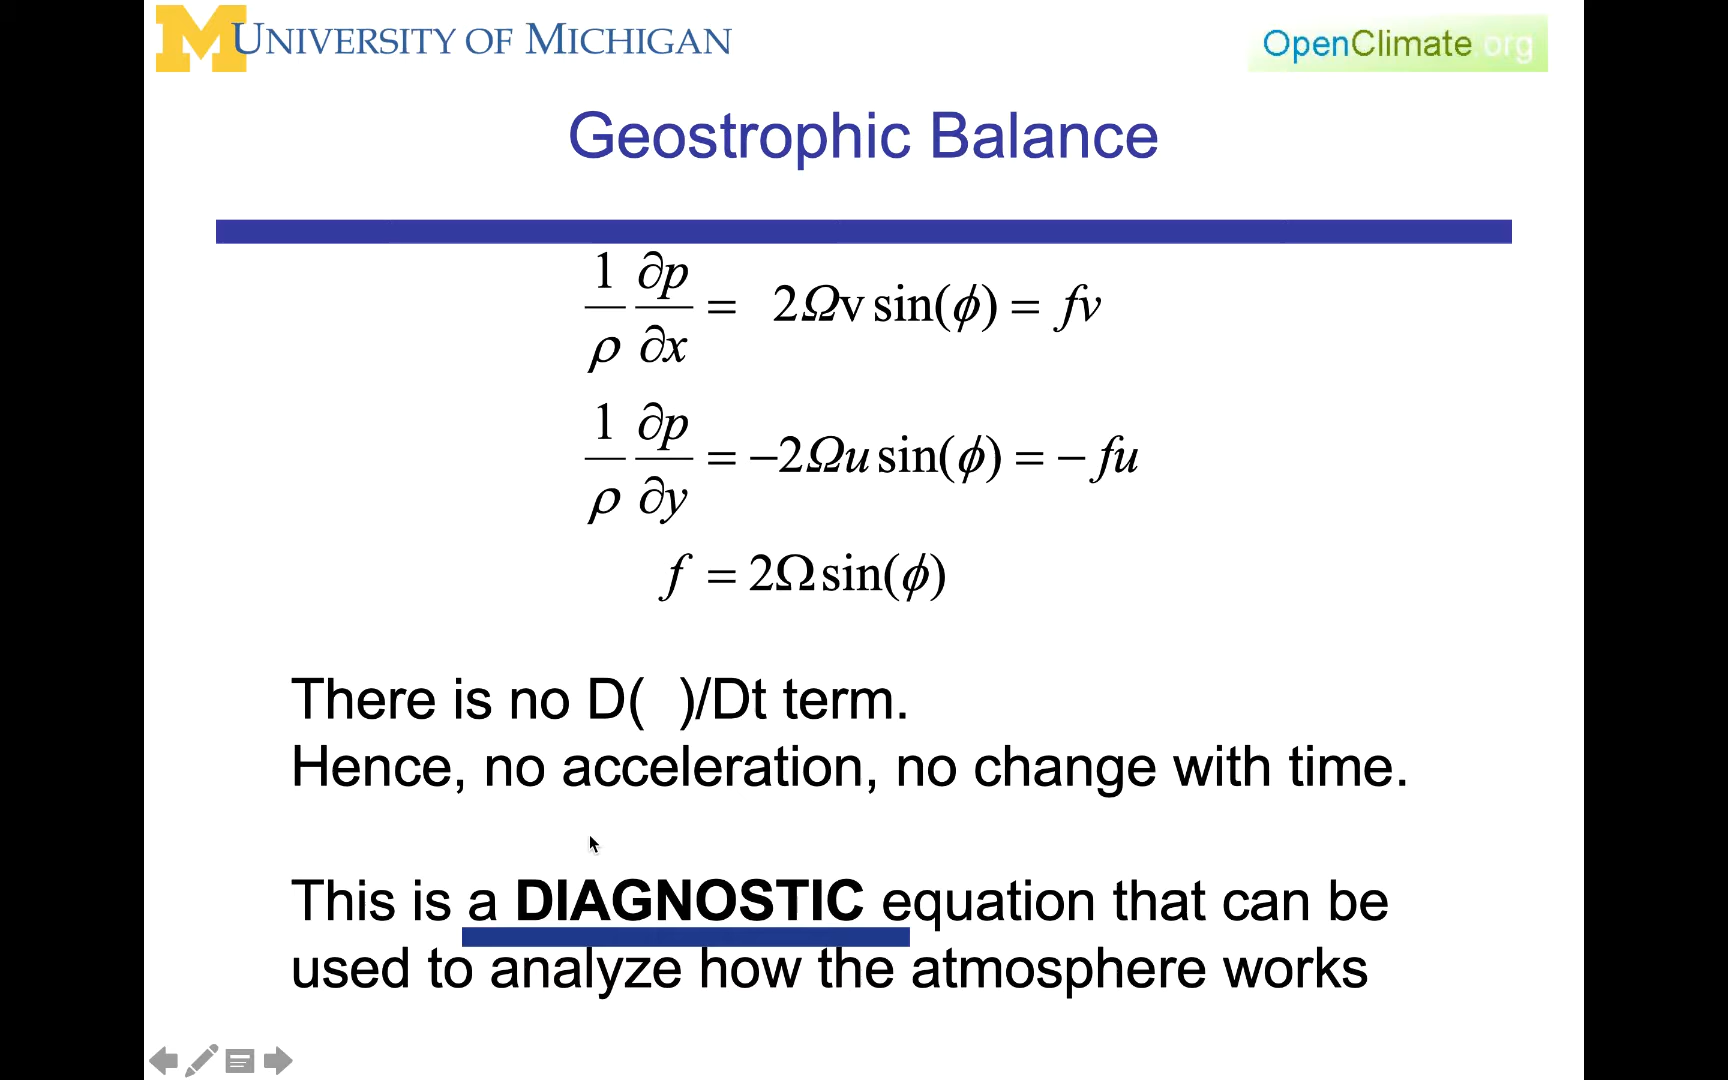 M UNIVERSITY OF MICHIGAN
OpenClimate.org
Geostrophic Balance
1/ρ ∂p/∂x = 2Ωv sin(ϕ) = fv
1/ρ ∂p/∂y = −2Ωu sin(ϕ) = − fu
f = 2Ω sin(ϕ)
There is no D( )/Dt term.
Hence, no acceleration, no change with time.
This is a DIAGNOSTIC equation that can be
used to analyze how the atmosphere works